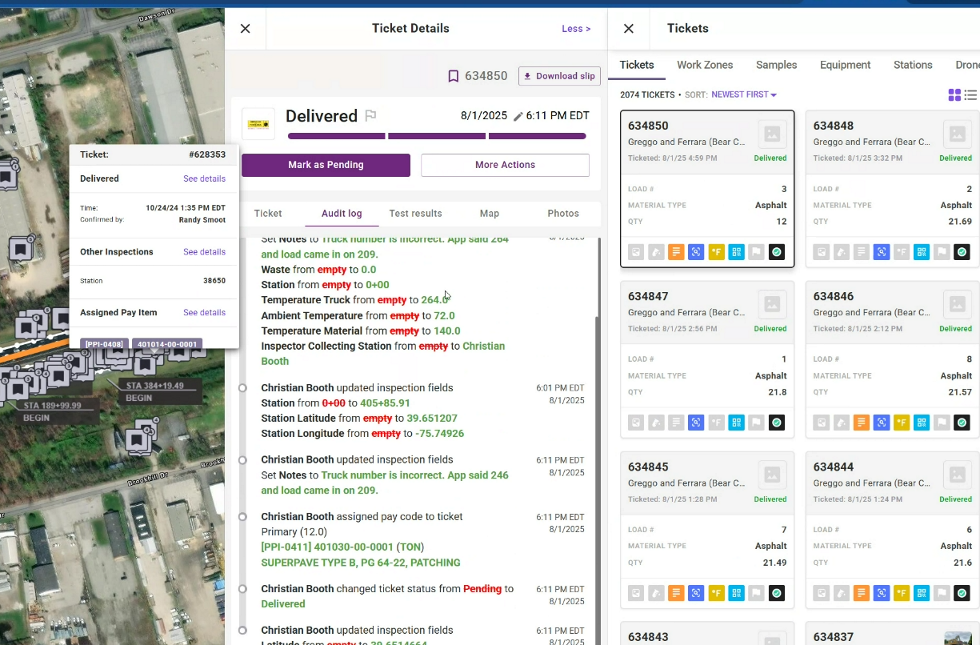 Dawson Dr
Ticket: #628353
Delivered See details
Time: 10/24/24 1:35 PM EDT
Confirmed by: Randy Smoot
Other Inspections See details
Station 38650
Assigned Pay Item See details
[PPI-0408] 401014-00-0001
STA 384+19.49
BEGIN
STA 189+99.99
BEGIN
Brookhill Dr
Ticket Details
Less >
634850
Download slip
Delivered
8/1/2025 6:11 PM EDT
Mark as Pending
More Actions
Ticket Audit log Test results Map Photos
Set Notes to Truck number is incorrect. App said 264 8/1/2025
and load came in on 209.
Waste from empty to 0.0
Station from empty to 0+00
Temperature Truck from empty to 264.0
Ambient Temperature from empty to 72.0
Temperature Material from empty to 140.0
Inspector Collecting Station from empty to Christian
Booth
Christian Booth updated inspection fields 6:01 PM EDT
Station from 0+00 to 405+85.91 8/1/2025
Station Latitude from empty to 39.651207
Station Longitude from empty to -75.74926
Christian Booth updated inspection fields 6:11 PM EDT
Set Notes to Truck number is incorrect. App said 246 8/1/2025
and load came in on 209.
Christian Booth assigned pay code to ticket 6:11 PM EDT
Primary (12.0) 8/1/2025
[PPI-0411] 401030-00-0001 (TON)
SUPERPAVE TYPE B, PG 64-22, PATCHING
Christian Booth changed ticket status from Pending to 6:11 PM EDT
Delivered 8/1/2025
Christian Booth updated inspection fields 6:11 PM EDT
Latitude from empty to 39.6514664 8/1/2025
Tickets
Tickets Work Zones Samples Equipment Stations Drone
2074 TICKETS • SORT: NEWEST FIRST
634850
Greggo and Ferrara (Bear C...
Ticketed: 8/1/25 4:59 PM Delivered
LOAD # 3
MATERIAL TYPE Asphalt
QTY 12
°F
634848
Greggo and Ferrara (Bear C...
Ticketed: 8/1/25 3:32 PM Delivered
LOAD # 2
MATERIAL TYPE Asphalt
QTY 21.69
°F
634847
Greggo and Ferrara (Bear C...
Ticketed: 8/1/25 2:56 PM Delivered
LOAD # 1
MATERIAL TYPE Asphalt
QTY 21.8
°F
634846
Greggo and Ferrara (Bear C...
Ticketed: 8/1/25 2:12 PM Delivered
LOAD # 8
MATERIAL TYPE Asphalt
QTY 21.57
°F
634845
Greggo and Ferrara (Bear C...
Ticketed: 8/1/25 1:28 PM Delivered
LOAD # 7
MATERIAL TYPE Asphalt
QTY 21.49
°F
634844
Greggo and Ferrara (Bear C...
Ticketed: 8/1/25 1:24 PM Delivered
LOAD # 6
MATERIAL TYPE Asphalt
QTY 21.6
°F
634843
634837